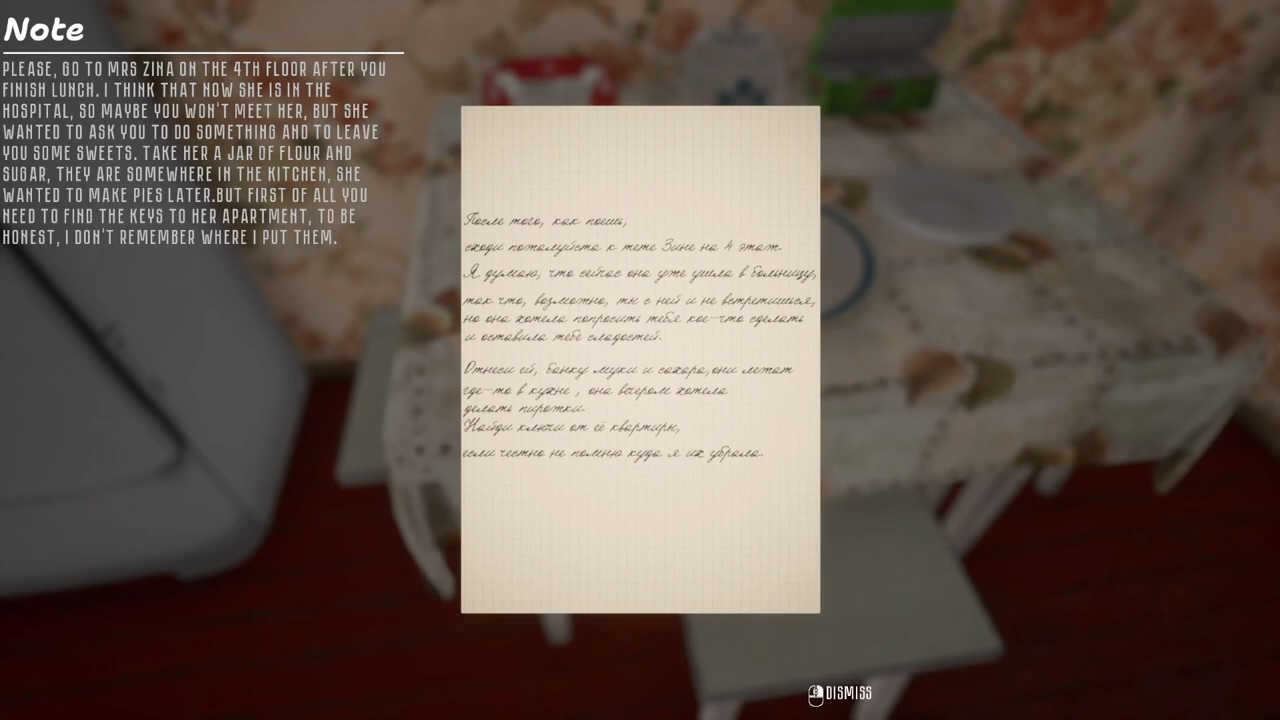 Note
PLEASE, GO TO MRS ZINA ON THE 4TH FLOOR AFTER YOU
FINISH LUNCH. I THINK THAT NOW SHE IS IN THE
HOSPITAL, SO MAYBE YOU WON'T MEET HER, BUT SHE
WANTED TO ASK YOU TO DO SOMETHING AND TO LEAVE
YOU SOME SWEETS. TAKE HER A JAR OF FLOUR AND
SUGAR, THEY ARE SOMEWHERE IN THE KITCHEN, SHE
WANTED TO MAKE PIES LATER.BUT FIRST OF ALL YOU
NEED TO FIND THE KEYS TO HER APARTMENT, TO BE
HONEST, I DON'T REMEMBER WHERE I PUT THEM.
После того, как поешь,
сходи пожалуйста к тете Зине на 4 этаж.
Я думаю, что сейчас она уже ушла в больницу,
так что, возможно, ты с ней и не встретишься,
но она хотела попросить тебя кое-что сделать
и оставила тебе сладостей.
Отнеси ей, банку муки и сахара,они лежат
где-то в кухне , она вечером хотела
делать пирожки.
Найди ключи от её квартиры,
если честно не помню куда я их убрала.
DISMISS